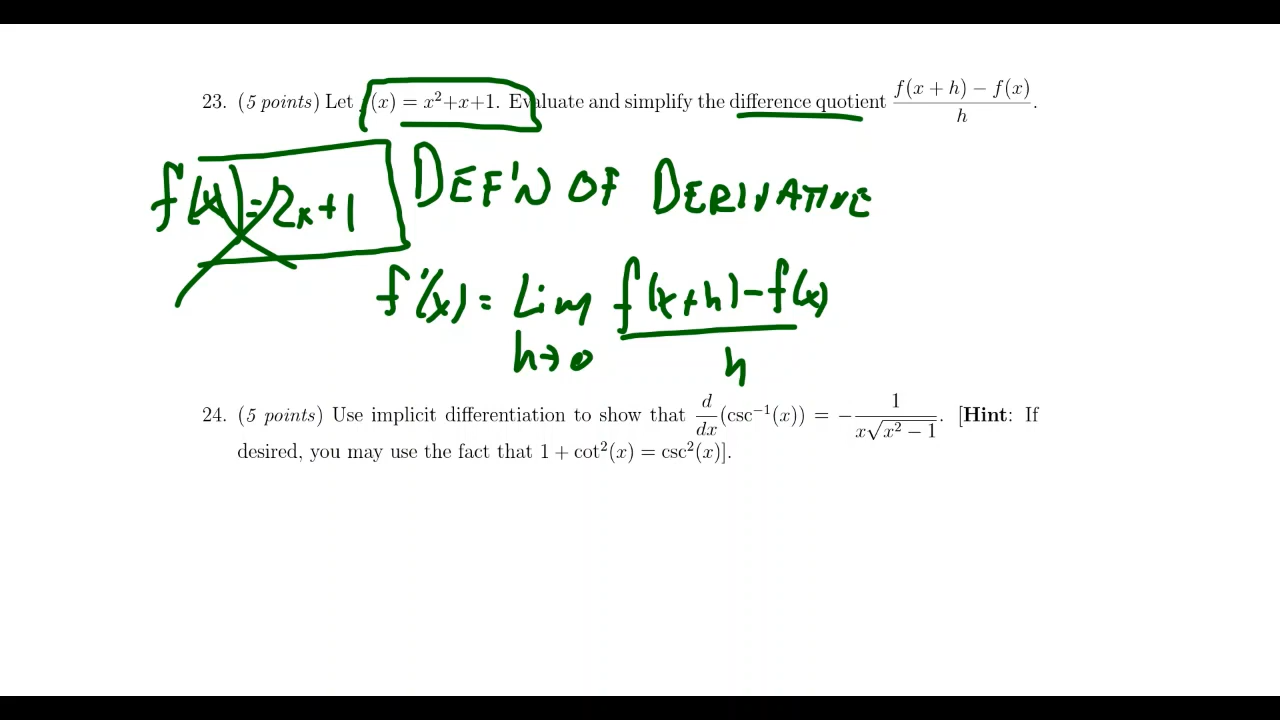 23. (5 points) Let f(x) = x²+x+1. Evaluate and simplify the difference quotient f(x + h) − f(x) / h.
DEF'N OF DERIVATIVE
f(x) = 2x+1
f'(x) = Lim h→0 f(x+h) − f(x) / h
24. (5 points) Use implicit differentiation to show that d/dx (csc⁻¹(x)) = − 1 / x√x² − 1. [Hint: If
desired, you may use the fact that 1 + cot²(x) = csc²(x)].